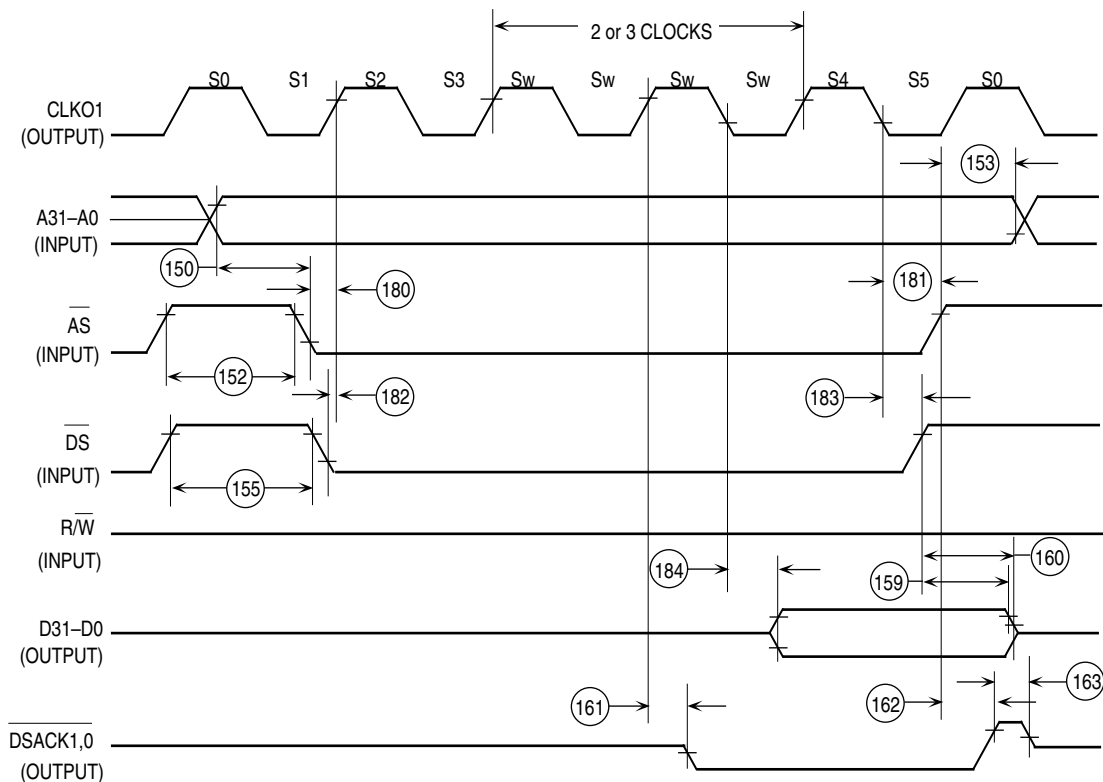 2 or 3 CLOCKS
S0 S1 S2 S3 Sw Sw Sw Sw S4 S5 S0
CLKO1
(OUTPUT)
153
A31–A0
(INPUT)
150
180
181
AS
(INPUT)
152
182
183
DS
(INPUT)
155
R/W
(INPUT)
184
160
159
D31–D0
(OUTPUT)
163
161
162
DSACK1,0
(OUTPUT)